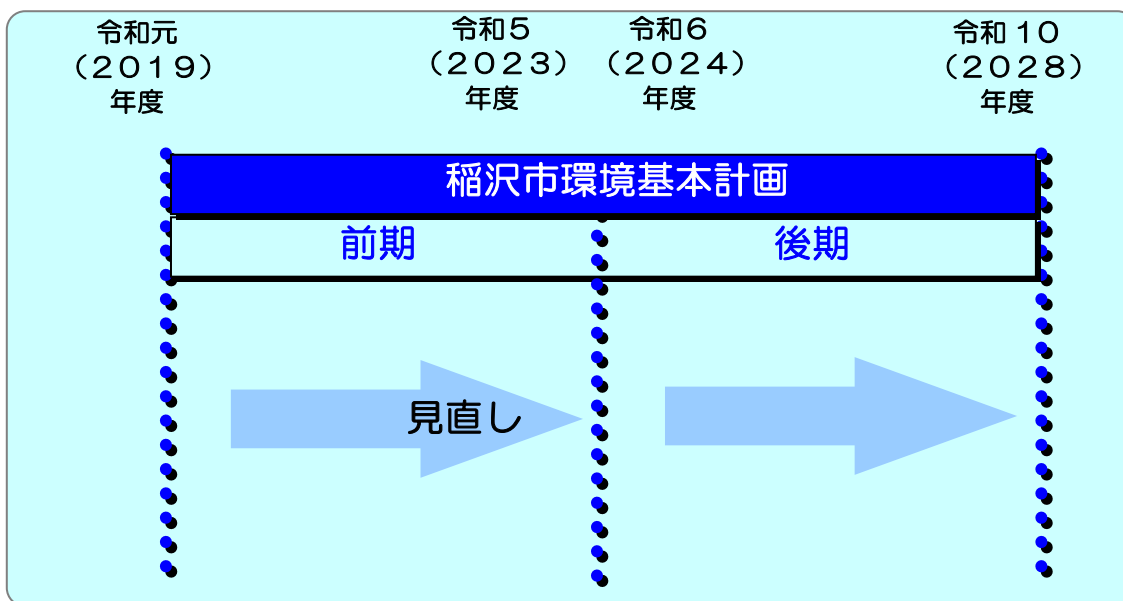 令和元
（２０１９）
年度
令和５
（２０２３）
年度
令和６
（２０２４）
年度
令和 １０
（２０２８）
年度
稲沢市環境基本計画
前期
後期
見直し